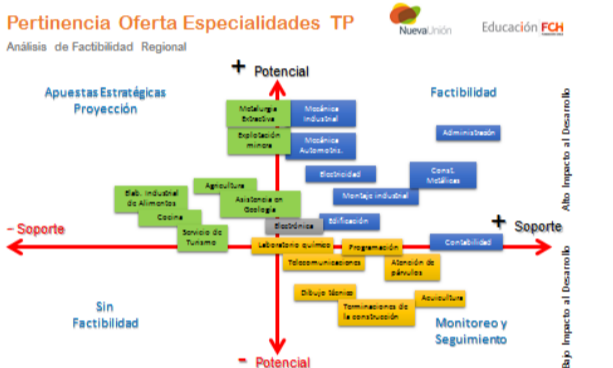 Pertinencia Oferta Especialidades TP
Análisis de Factibilidad Regional
NuevaUnión
Educación FCH
+ Potencial
Apuestas Estratégicas
Proyección
Factibilidad
Alto Impacto al Desarrollo
Metalurgia
Extractiva
Mecánica
Industrial
Explotación
minera
Mecánica
Automotriz.
Administración
Electricidad
Const.
Metálicas
Montaje industrial
Agricultura
Elab. Industrial
de Alimentos
Asistencia en
Geología
Cocina
Edificación
Electrónica
Servicio de
Turismo
- Soporte
+ Soporte
Laboratorio químico
Programación
Contabilidad
Telecomunicaciones
Atención de
párvulos
Dibujo técnico
Acuicultura
Terminaciones de
la construcción
Sin
Factibilidad
Monitoreo y
Seguimiento
Bajo Impacto al Desarrollo
- Potencial